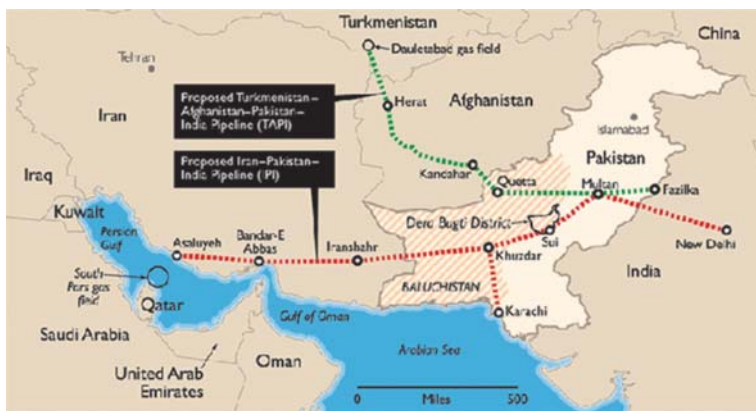 Turkmenistan
China
Dauletabad gas field
Tehran
Proposed Turkmenistan–
Afghanistan–Pakistan–
India Pipeline (TAPI)
Herat
Afghanistan
Iran
Islamabad
Pakistan
Proposed Iran–Pakistan–
India Pipeline (IPI)
Kandahar
Iraq
Quetta
Multan
Fazilka
Kuwait
Dera Bugti District
Persian
Gulf
Asaluyeh
Bandar-E
Abbas
Iranshahr
Sui
New Delhi
Khuzdar
South
Pars gas
field
BALUCHISTAN
India
Qatar
Gulf of Oman
Karachi
Saudi Arabia
Arabian Sea
United Arab
Emirates
Oman
0
500
Miles